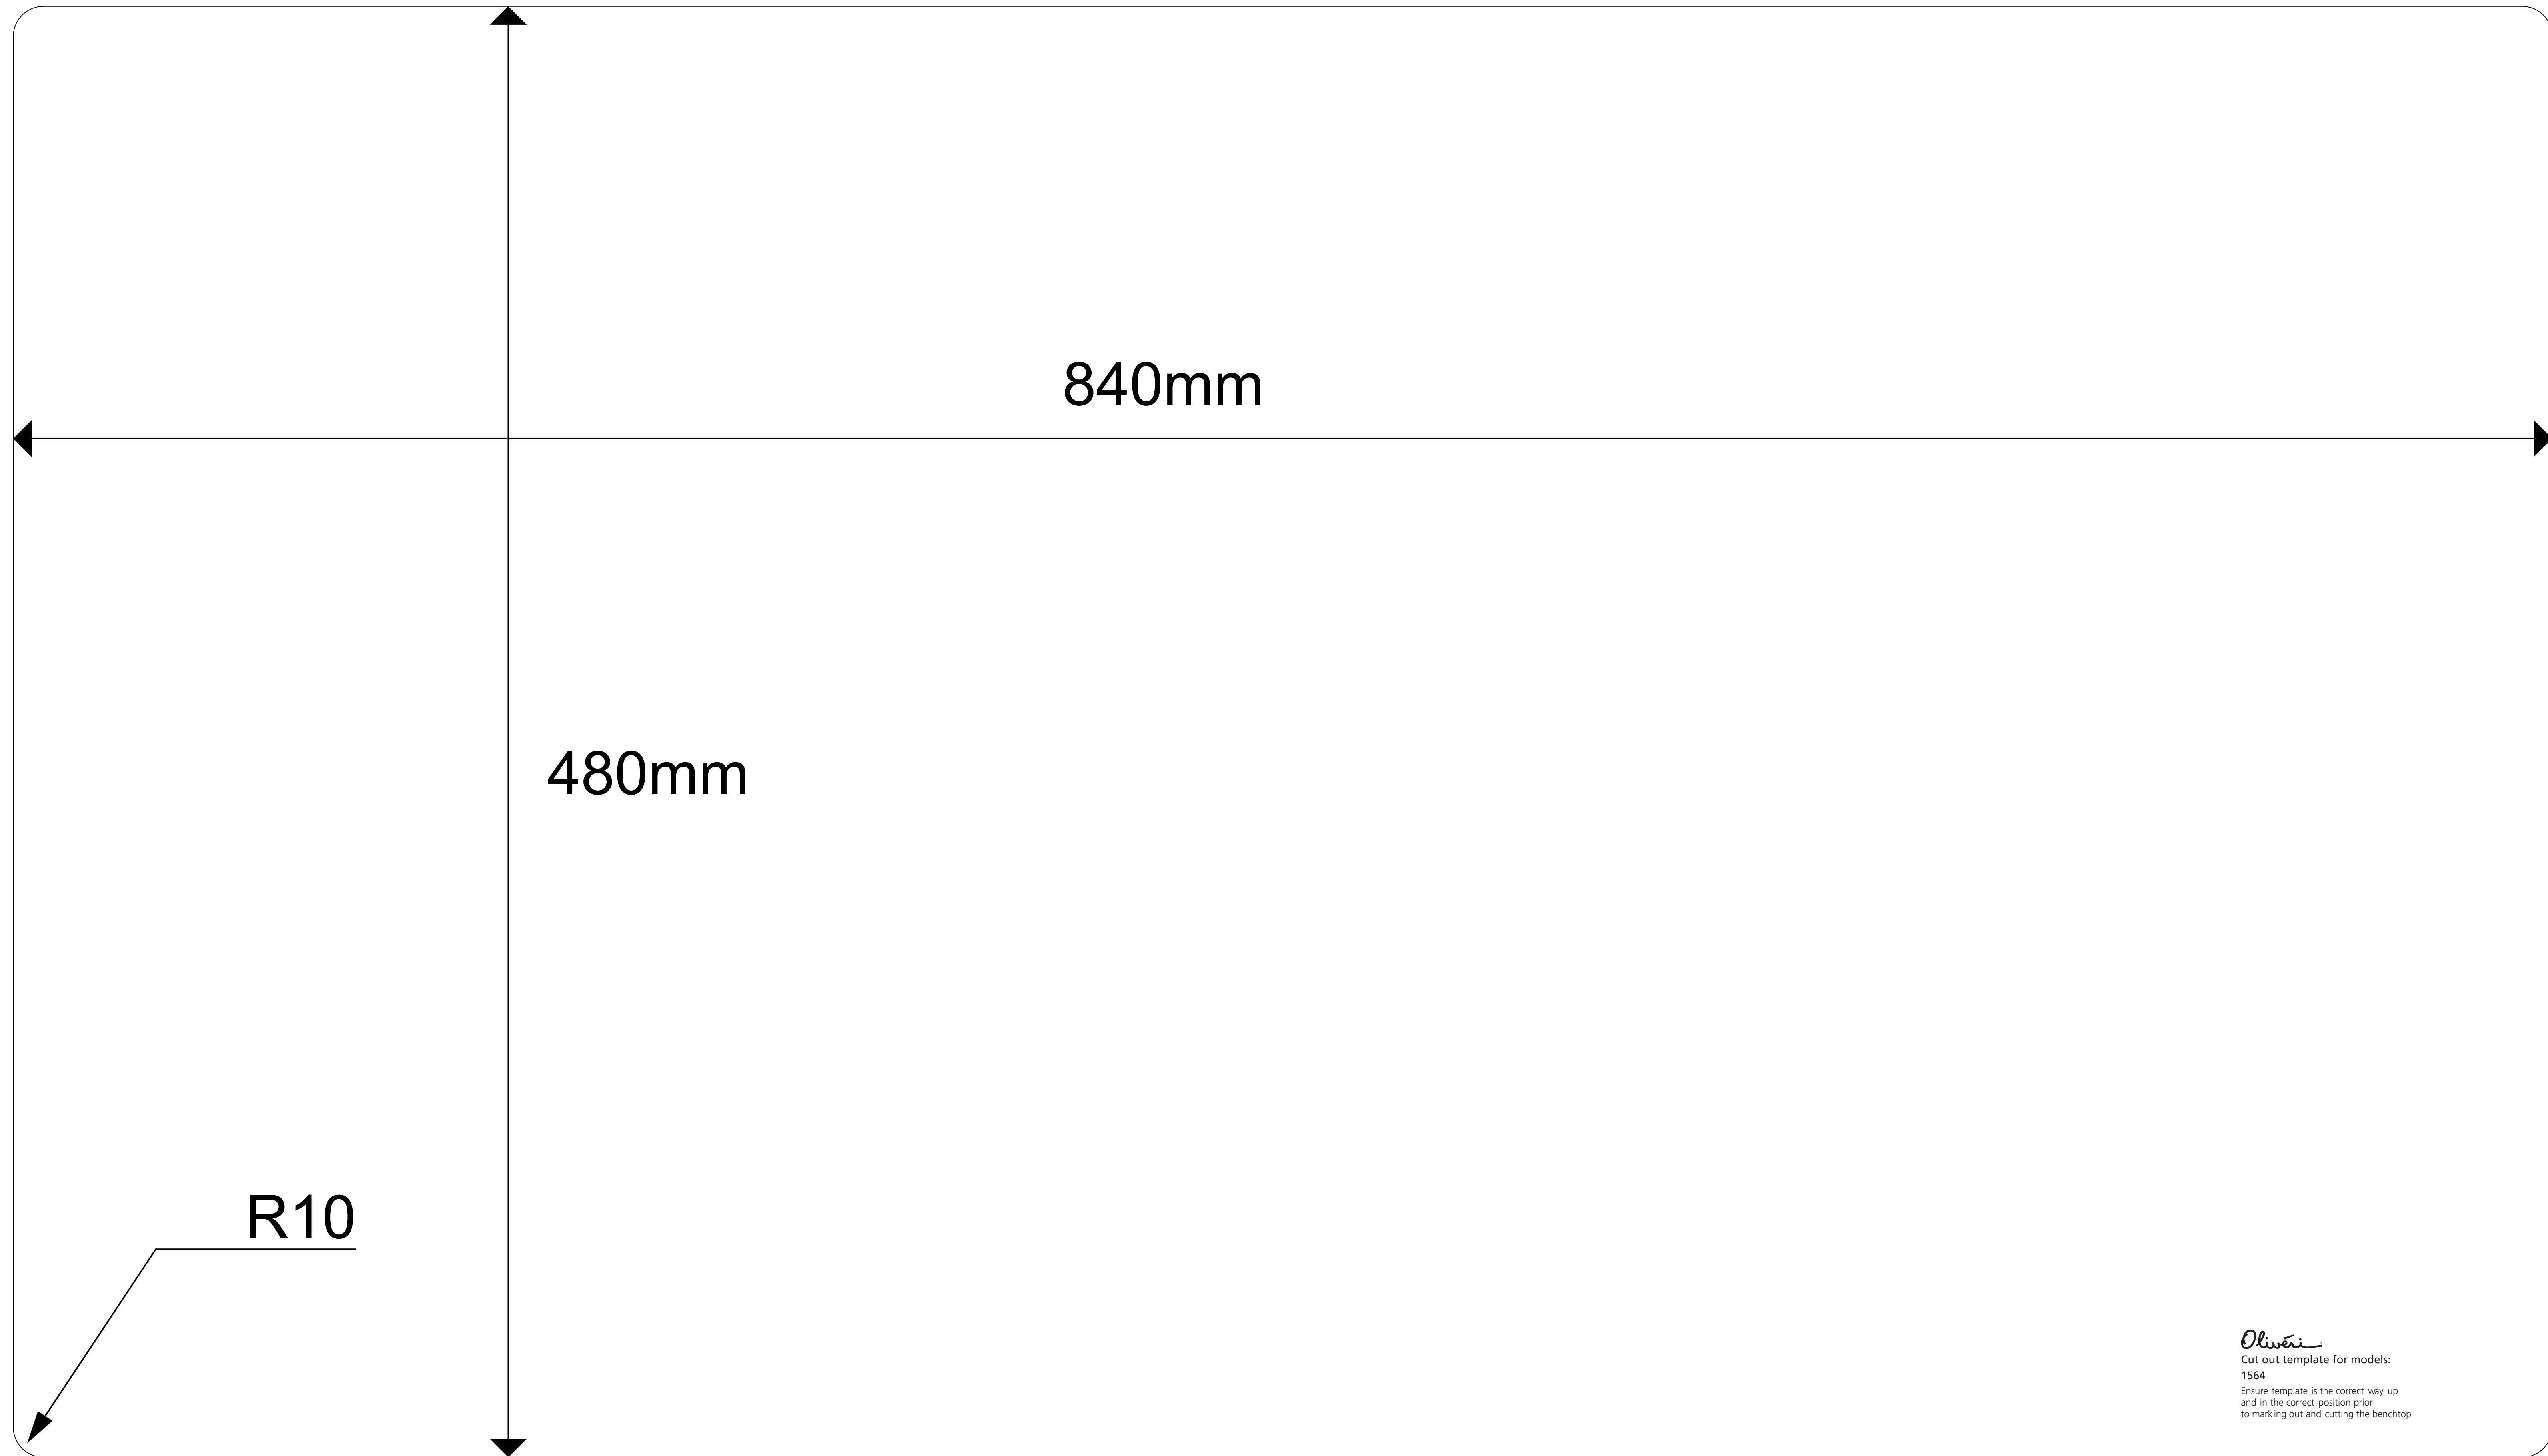 840mm
480mm
R10
Olivéri
Cut out template for models:
1564
Ensure template is the correct way up
and in the correct position prior
to marking out and cutting the benchtop